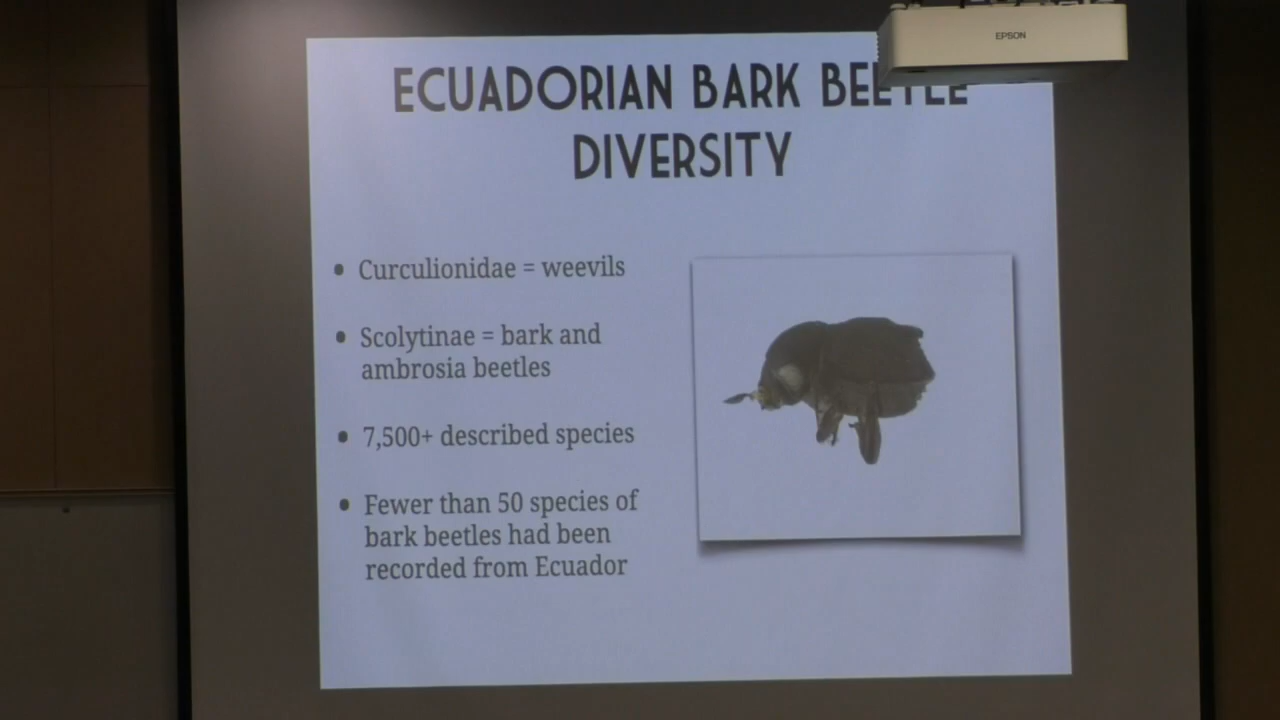 EPSON
ECUADORIAN BARK BEETLE
DIVERSITY
• Curculionidae = weevils
• Scolytinae = bark and
ambrosia beetles
• 7,500+ described species
• Fewer than 50 species of
bark beetles had been
recorded from Ecuador